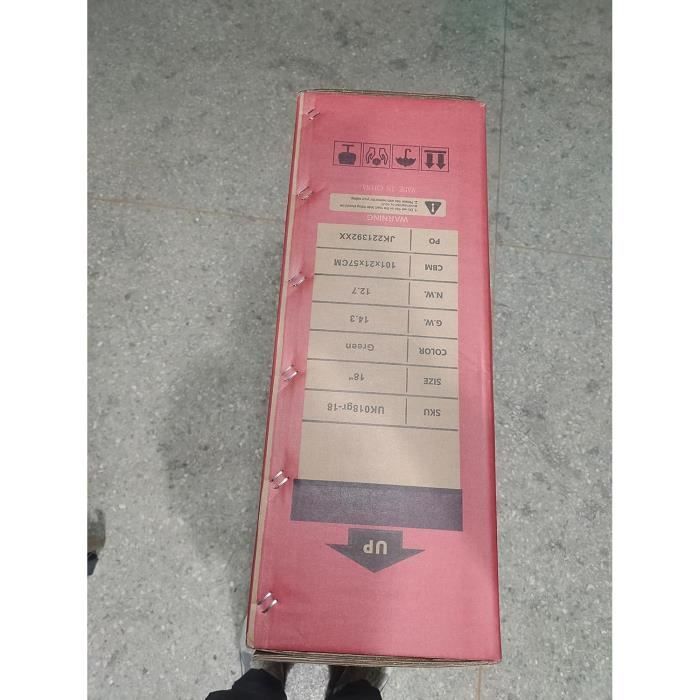 UP
SKU UK018gr-18
SIZE 18"
COLOR Green
G.W. 14.3
N.W. 12.7
CBM 101x21x57CM
PO JK221392XX
WARNING
MADE IN CHINA